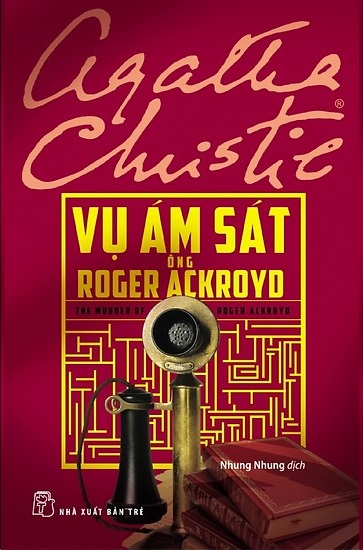 Agatha
Christie®
VỤ ÁM SÁT
ÔNG
ROGER ACKROYD
THE MURDER OF ROGER ACKROYD
Nhung Nhung dịch
NHÀ XUẤT BẢN TRẺ